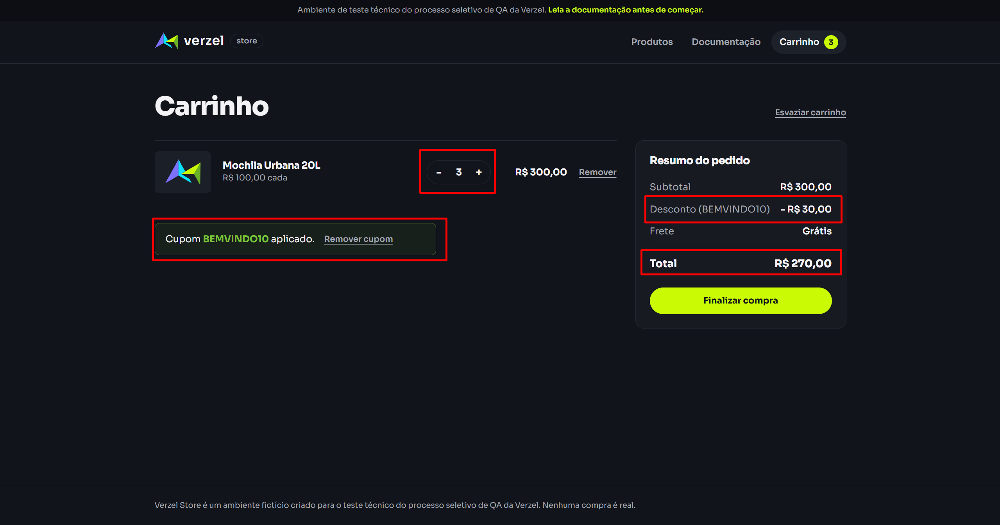 Ambiente de teste técnico do processo seletivo de QA da Verzel. Leia a documentação antes de começar.
verzel store
Produtos Documentação Carrinho 3
Carrinho
Esvaziar carrinho
Mochila Urbana 20L
R$ 100,00 cada
- 3 +
R$ 300,00 Remover
Cupom BEMVINDO10 aplicado. Remover cupom
Resumo do pedido
Subtotal R$ 300,00
Desconto (BEMVINDO10) - R$ 30,00
Frete Grátis
Total R$ 270,00
Finalizar compra
Verzel Store é um ambiente fictício criado para o teste técnico do processo seletivo de QA da Verzel. Nenhuma compra é real.